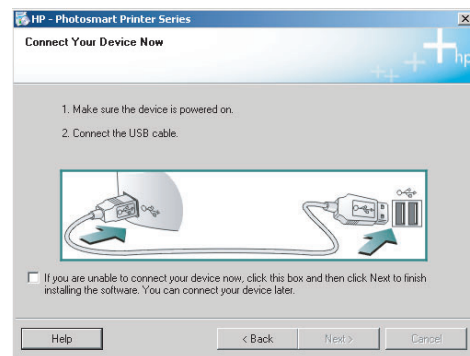 HP - Photosmart Printer Series
Connect Your Device Now
hp
1. Make sure the device is powered on.
2. Connect the USB cable.
If you are unable to connect your device now, click this box and then click Next to finish
installing the software. You can connect your device later.
Help
< Back
Next >
Cancel